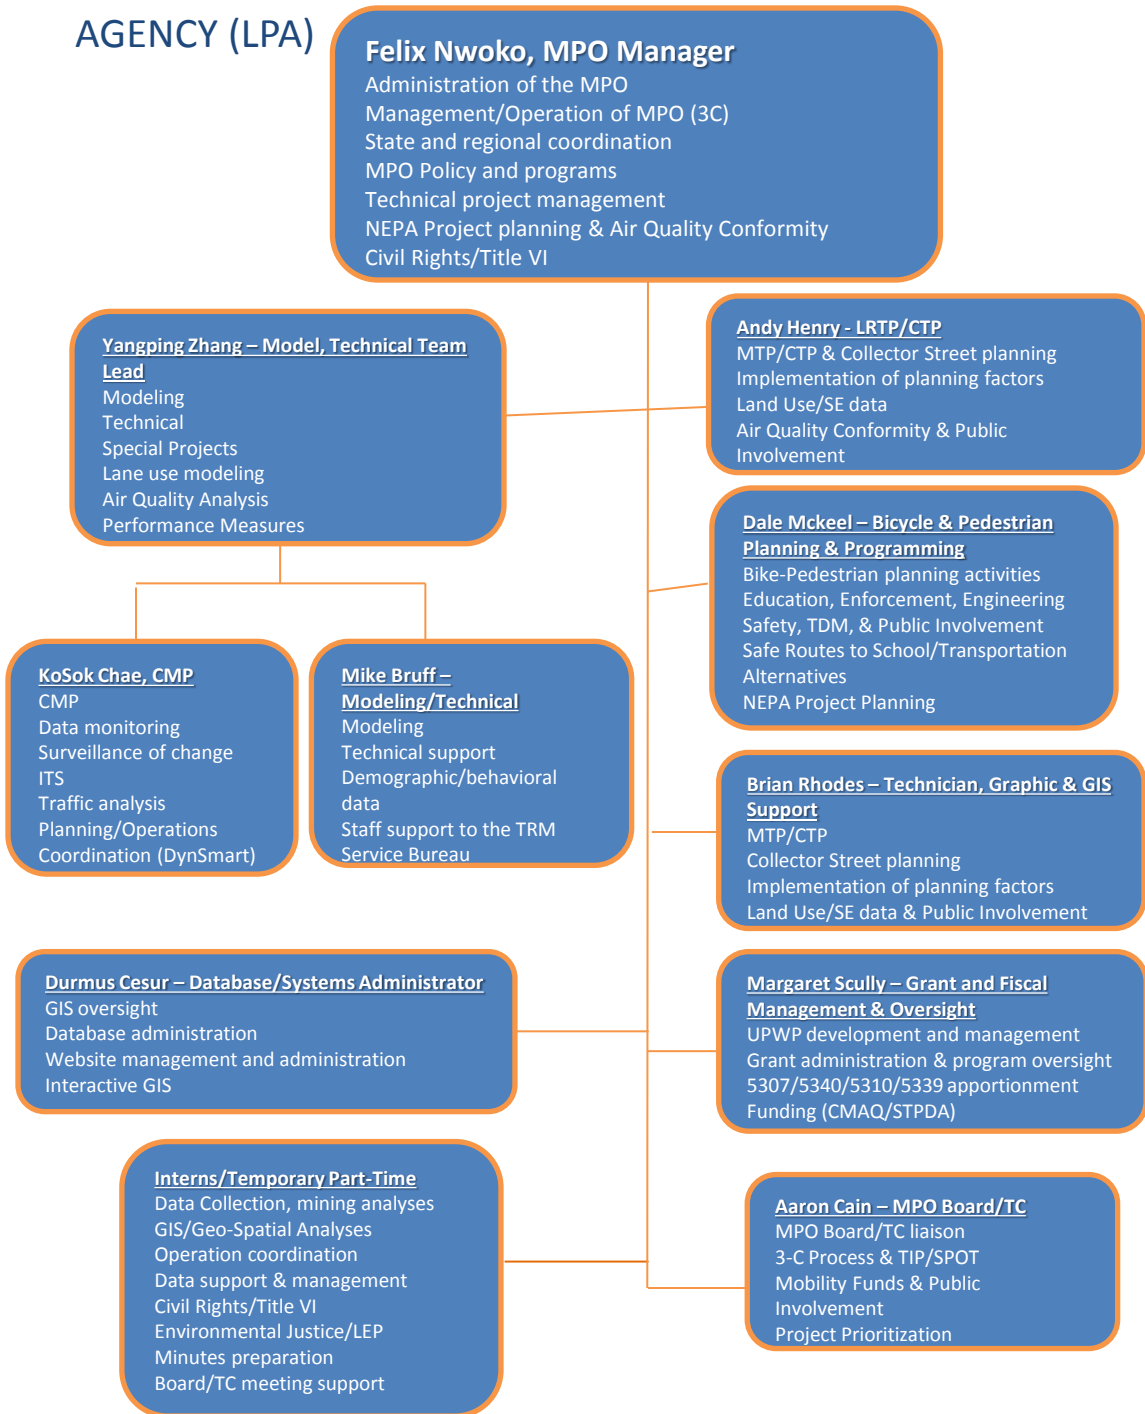 AGENCY (LPA)
Felix Nwoko, MPO Manager
Administration of the MPO
Management/Operation of MPO (3C)
State and regional coordination
MPO Policy and programs
Technical project management
NEPA Project planning & Air Quality Conformity
Civil Rights/Title VI
Yangping Zhang – Model, Technical Team
Lead
Modeling
Technical
Special Projects
Lane use modeling
Air Quality Analysis
Performance Measures
Andy Henry - LRTP/CTP
MTP/CTP & Collector Street planning
Implementation of planning factors
Land Use/SE data
Air Quality Conformity & Public
Involvement
Dale Mckeel – Bicycle & Pedestrian
Planning & Programming
Bike-Pedestrian planning activities
Education, Enforcement, Engineering
Safety, TDM, & Public Involvement
Safe Routes to School/Transportation
Alternatives
NEPA Project Planning
KoSok Chae, CMP
CMP
Data monitoring
Surveillance of change
ITS
Traffic analysis
Planning/Operations
Coordination (DynSmart)
Mike Bruff –
Modeling/Technical
Modeling
Technical support
Demographic/behavioral
data
Staff support to the TRM
Service Bureau
Brian Rhodes – Technician, Graphic & GIS
Support
MTP/CTP
Collector Street planning
Implementation of planning factors
Land Use/SE data & Public Involvement
Durmus Cesur – Database/Systems Administrator
GIS oversight
Database administration
Website management and administration
Interactive GIS
Margaret Scully – Grant and Fiscal
Management & Oversight
UPWP development and management
Grant administration & program oversight
5307/5340/5310/5339 apportionment
Funding (CMAQ/STPDA)
Interns/Temporary Part-Time
Data Collection, mining analyses
GIS/Geo-Spatial Analyses
Operation coordination
Data support & management
Civil Rights/Title VI
Environmental Justice/LEP
Minutes preparation
Board/TC meeting support
Aaron Cain – MPO Board/TC
MPO Board/TC liaison
3-C Process & TIP/SPOT
Mobility Funds & Public
Involvement
Project Prioritization